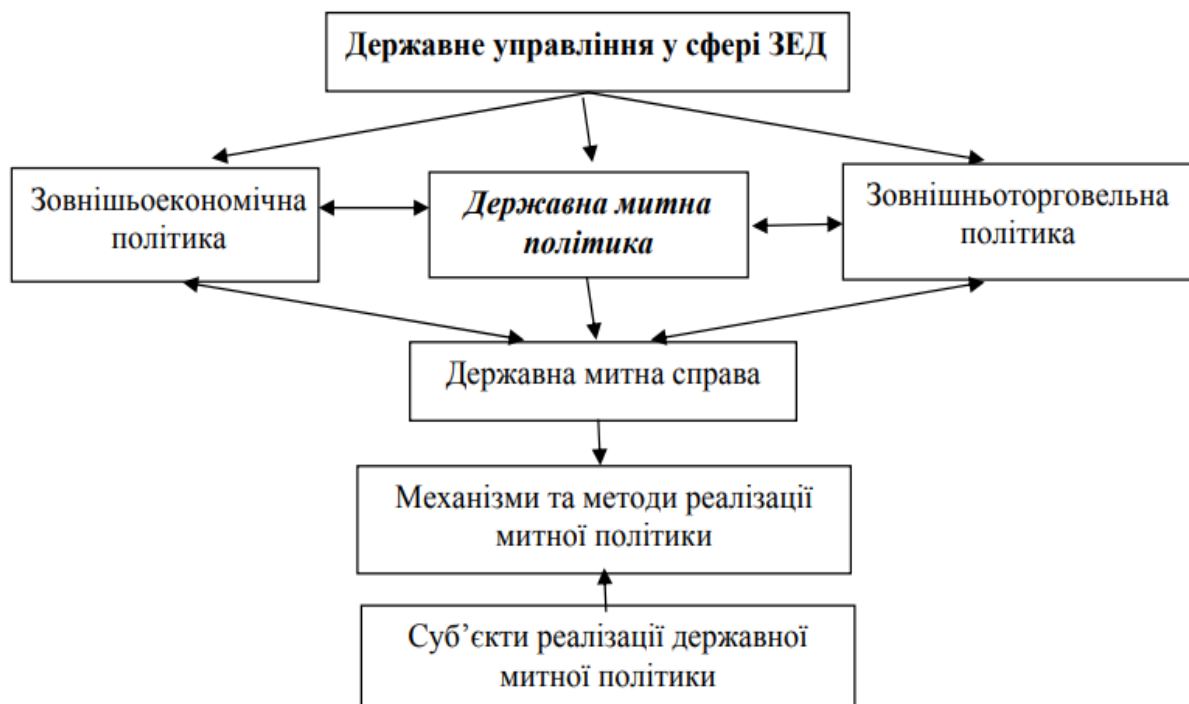 Державне управління у сфері ЗЕД
Зовнішьоекономічна
політика
Державна митна
політика
Зовнішньоторговельна
політика
Державна митна справа
Механізми та методи реалізації
митної політики
Суб’єкти реалізації державної
митної політики